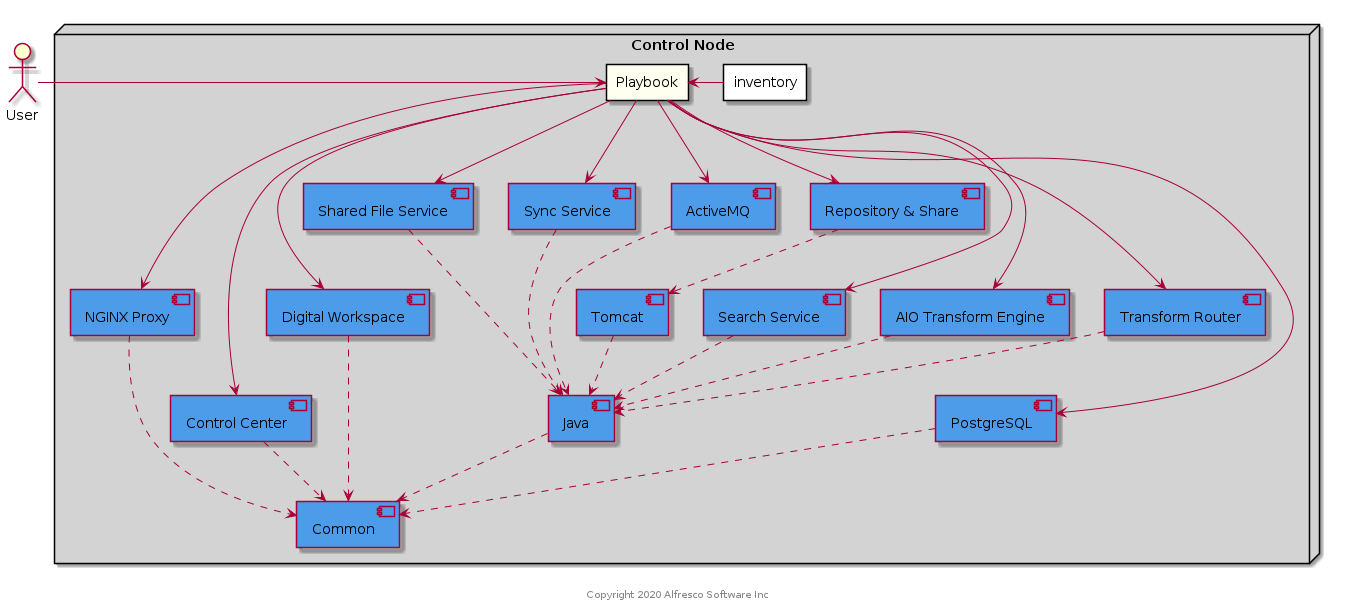 Control Node
User
Playbook
inventory
Shared File Service
Sync Service
ActiveMQ
Repository & Share
NGINX Proxy
Digital Workspace
Tomcat
Search Service
AIO Transform Engine
Transform Router
Control Center
Java
PostgreSQL
Common
Copyright 2020 Alfresco Software Inc